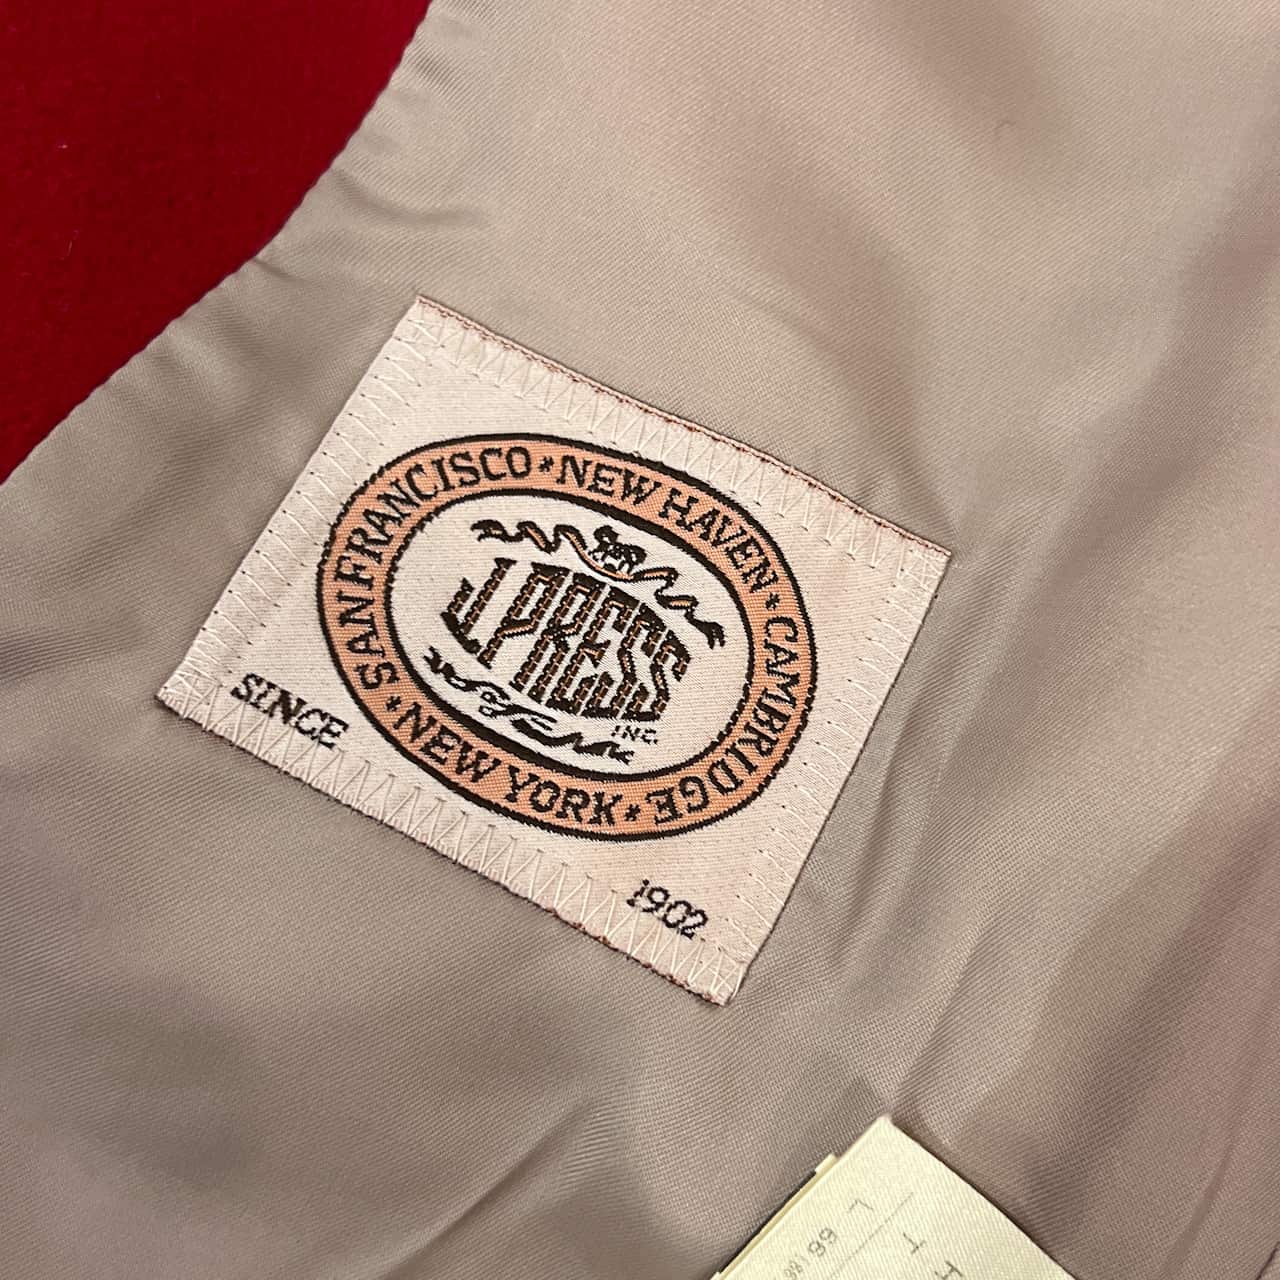 SAN FRANCISCO * NEW HAVEN * CAMBRIDGE * NEW YORK *
J. PRESS
INC.
SINCE
1902
L
T
H